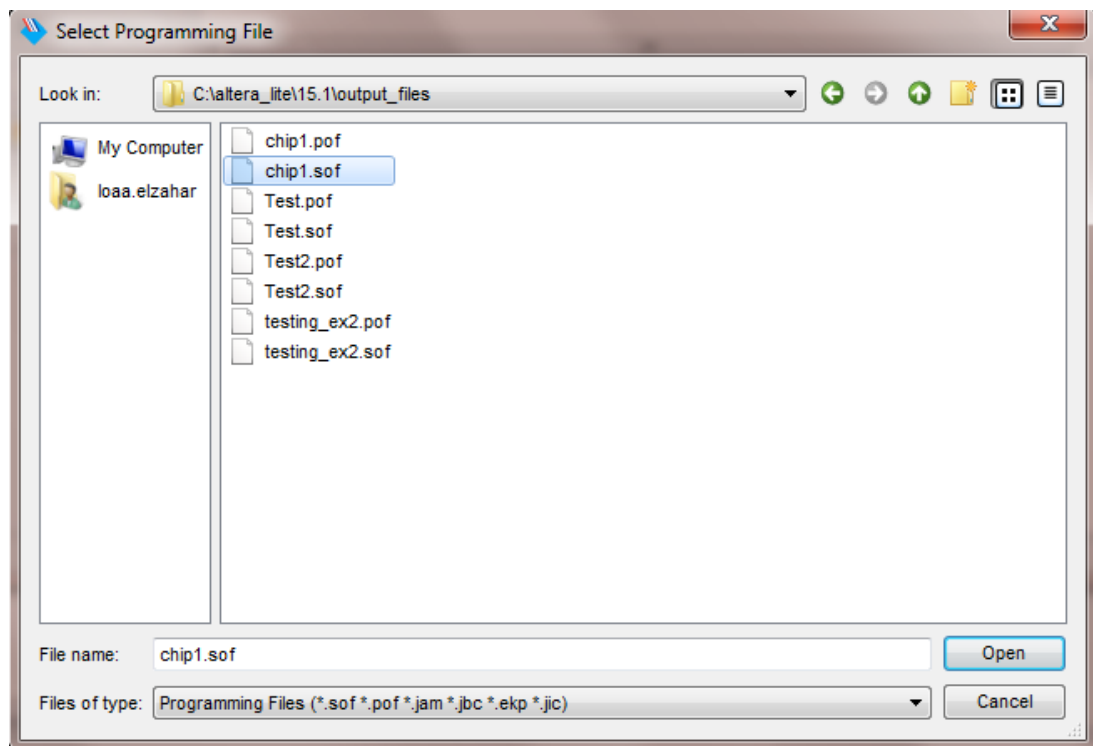 Select Programming File
Look in: C:\altera_lite\15.1\output_files
My Computer
loaa.elzahar
chip1.pof
chip1.sof
Test.pof
Test.sof
Test2.pof
Test2.sof
testing_ex2.pof
testing_ex2.sof
File name: chip1.sof Open
Files of type: Programming Files (*.sof *.pof *.jam *.jbc *.ekp *.jic) Cancel